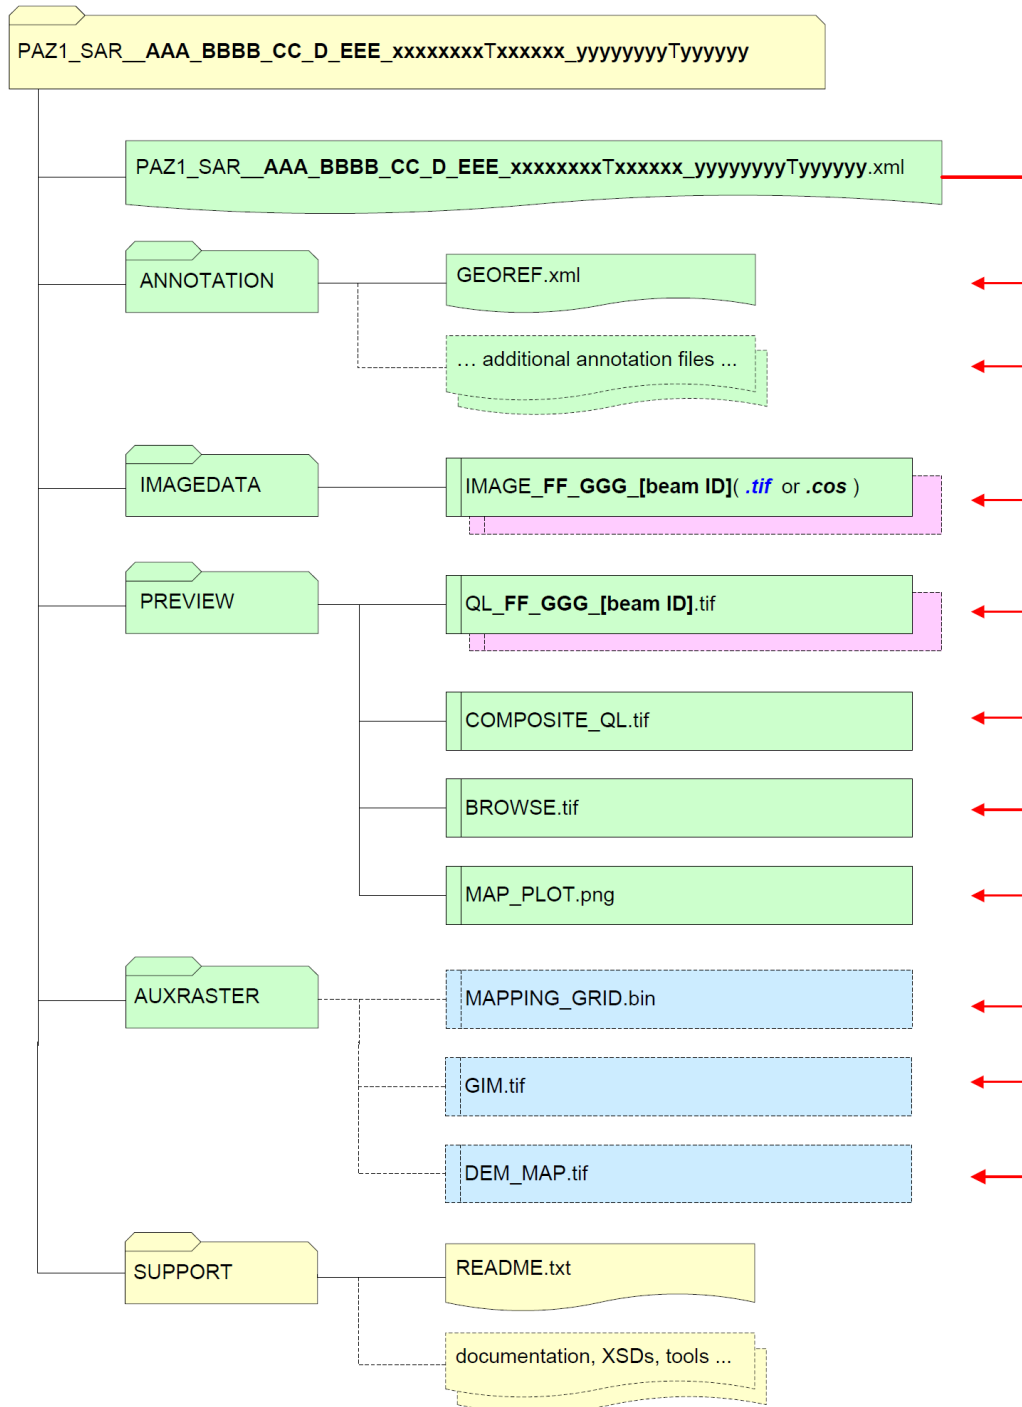 PAZ1_SAR__AAA_BBBB_CC_D_EEE_xxxxxxxxTxxxxxx_yyyyyyyyTyyyyyy
PAZ1_SAR__AAA_BBBB_CC_D_EEE_xxxxxxxxTxxxxxx_yyyyyyyyTyyyyyy.xml
ANNOTATION
GEOREF.xml
... additional annotation files ...
IMAGEDATA
IMAGE_FF_GGG_[beam ID]( .tif or .cos )
PREVIEW
QL_FF_GGG_[beam ID].tif
COMPOSITE_QL.tif
BROWSE.tif
MAP_PLOT.png
AUXRASTER
MAPPING_GRID.bin
GIM.tif
DEM_MAP.tif
SUPPORT
README.txt
documentation, XSDs, tools ...